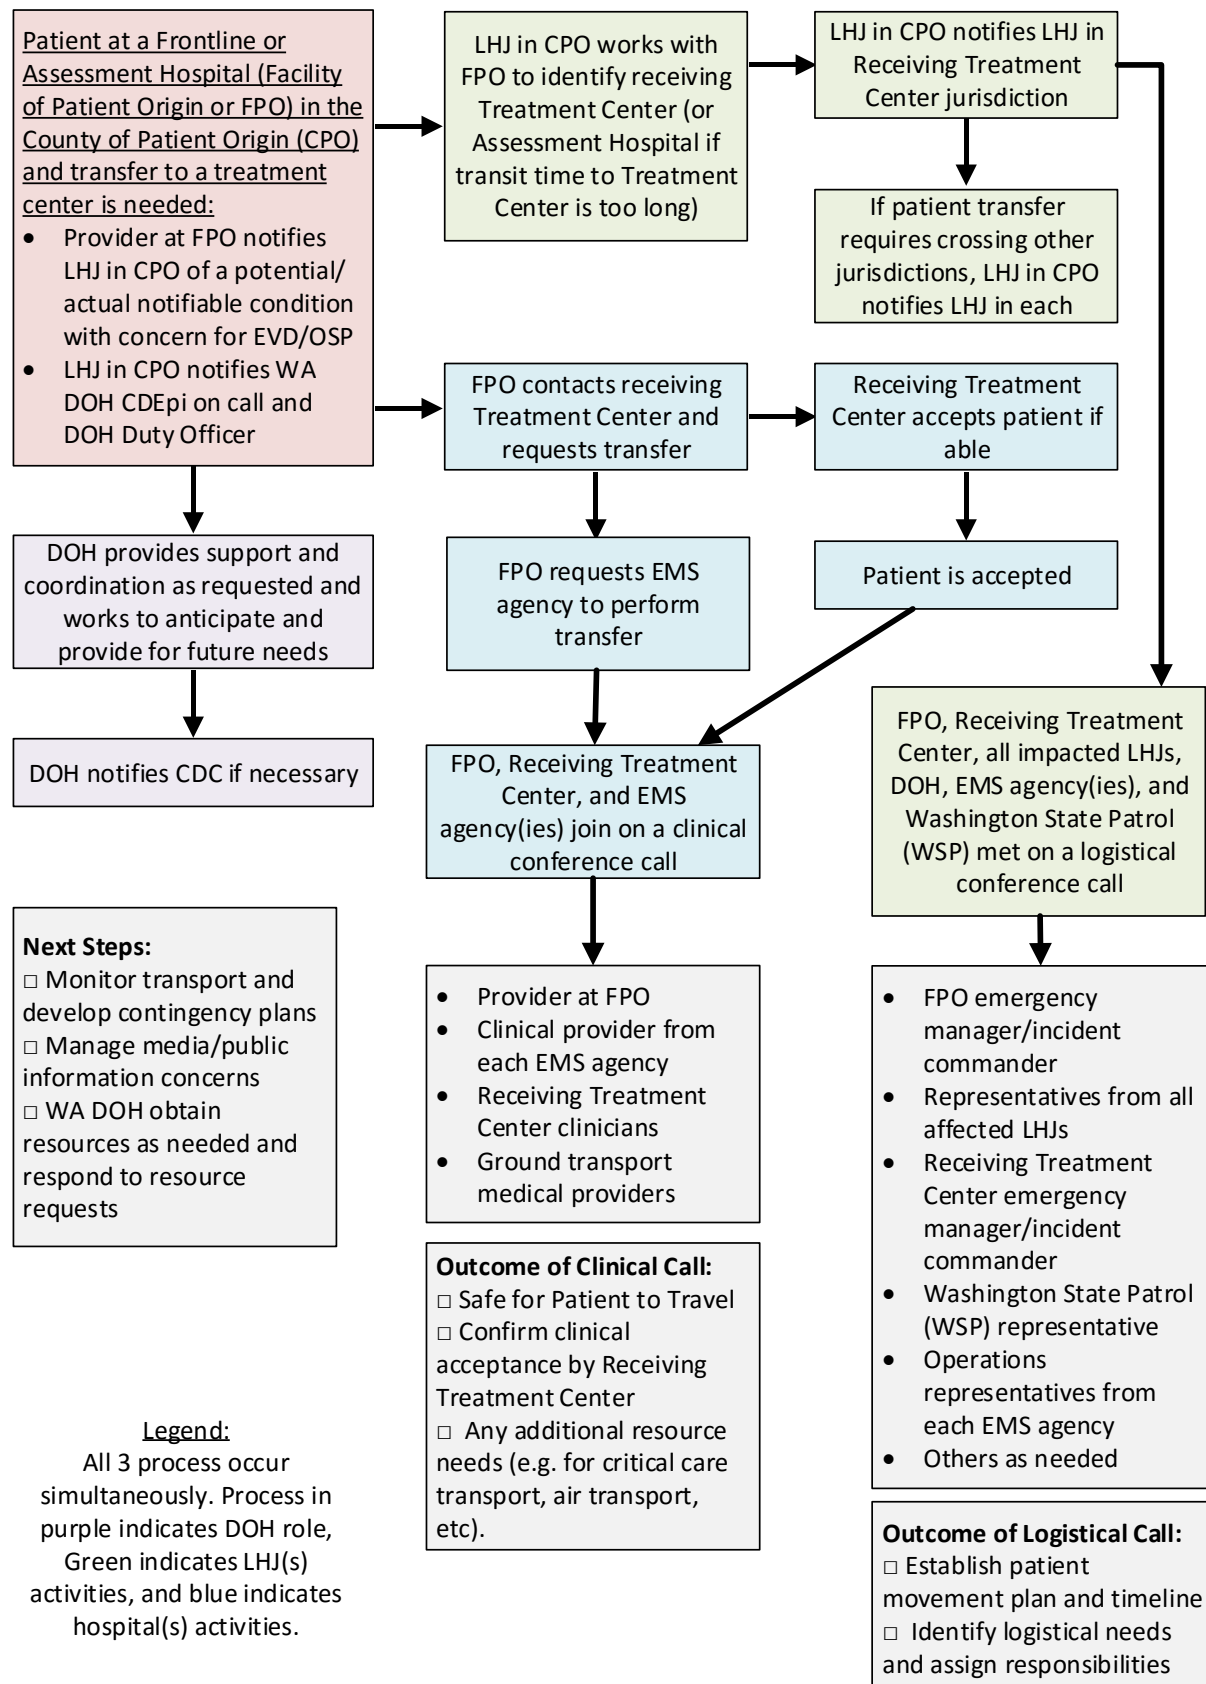 Patient at a Frontline or
Assessment Hospital (Facility
of Patient Origin or FPO) in the
County of Patient Origin (CPO)
and transfer to a treatment
center is needed:
• Provider at FPO notifies
LHJ in CPO of a potential/
actual notifiable condition
with concern for EVD/OSP
• LHJ in CPO notifies WA
DOH CDEpi on call and
DOH Duty Officer
LHJ in CPO works with
FPO to identify receiving
Treatment Center (or
Assessment Hospital if
transit time to Treatment
Center is too long)
LHJ in CPO notifies LHJ in
Receiving Treatment
Center jurisdiction
If patient transfer
requires crossing other
jurisdictions, LHJ in CPO
notifies LHJ in each
FPO contacts receiving
Treatment Center and
requests transfer
Receiving Treatment
Center accepts patient if
able
DOH provides support and
coordination as requested and
works to anticipate and
provide for future needs
FPO requests EMS
agency to perform
transfer
Patient is accepted
DOH notifies CDC if necessary
FPO, Receiving Treatment
Center, and EMS
agency(ies) join on a clinical
conference call
FPO, Receiving Treatment
Center, all impacted LHJs,
DOH, EMS agency(ies), and
Washington State Patrol
(WSP) met on a logistical
conference call
Next Steps:
□ Monitor transport and
develop contingency plans
□ Manage media/public
information concerns
□ WA DOH obtain
resources as needed and
respond to resource
requests
• Provider at FPO
• Clinical provider from
each EMS agency
• Receiving Treatment
Center clinicians
• Ground transport
medical providers
• FPO emergency
manager/incident
commander
• Representatives from all
affected LHJs
• Receiving Treatment
Center emergency
manager/incident
commander
• Washington State Patrol
(WSP) representative
• Operations
representatives from
each EMS agency
• Others as needed
Outcome of Clinical Call:
□ Safe for Patient to Travel
□ Confirm clinical
acceptance by Receiving
Treatment Center
□ Any additional resource
needs (e.g. for critical care
transport, air transport,
etc).
Legend:
All 3 process occur
simultaneously. Process in
purple indicates DOH role,
Green indicates LHJ(s)
activities, and blue indicates
hospital(s) activities.
Outcome of Logistical Call:
□ Establish patient
movement plan and timeline
□ Identify logistical needs
and assign responsibilities